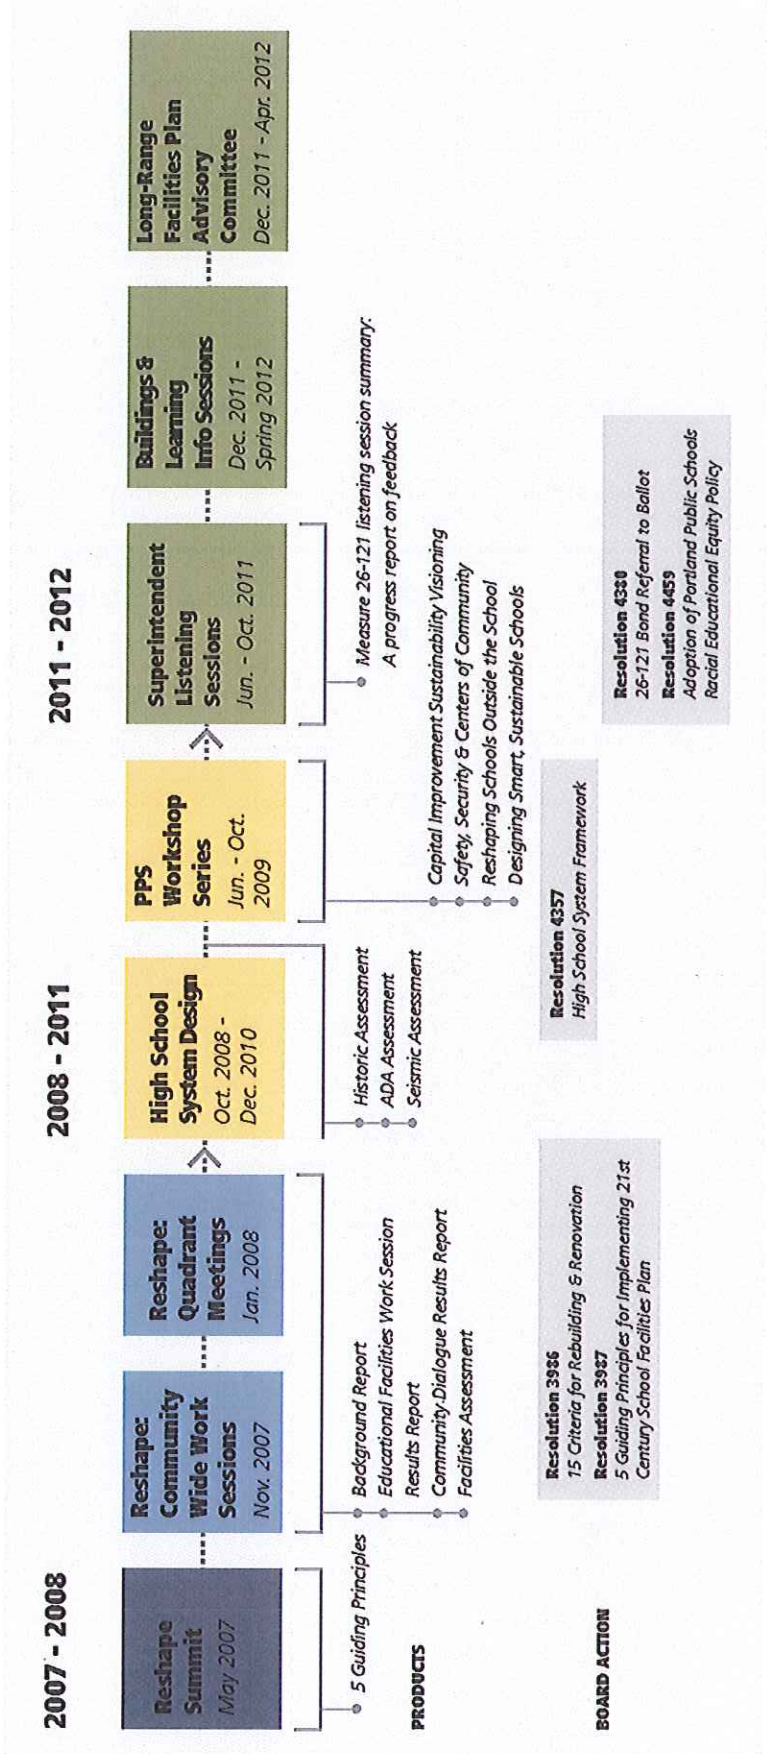 2007 - 2008
2008 - 2011
2011 - 2012
Reshape
Summit
May 2007
Reshape:
Community
Wide Work
Sessions
Nov. 2007
Reshape:
Quadrant
Meetings
Jan. 2008
High School
System Design
Oct. 2008 -
Dec. 2010
PPS
Workshop
Series
Jun. - Oct.
2009
Superintendent
Listening
Sessions
Jun. - Oct. 2011
Buildings &
Learning
Info Sessions
Dec. 2011 -
Spring 2012
Long-Range
Facilities Plan
Advisory
Committee
Dec. 2011 - Apr. 2012
PRODUCTS
5 Guiding Principles
Background Report
Educational Facilities Work Session
Results Report
Community-Dialogue Results Report
Facilities Assessment
Historic Assessment
ADA Assessment
Seismic Assessment
Capital Improvement Sustainability Visioning
Safety, Security & Centers of Community
Reshaping Schools Outside the School
Designing Smart, Sustainable Schools
Measure 26-121 listening session summary:
A progress report on feedback
BOARD ACTION
Resolution 3986
15 Criteria for Rebuilding & Renovation
Resolution 3987
5 Guiding Principles for Implementing 21st
Century School Facilities Plan
Resolution 4357
High School System Framework
Resolution 4380
26-121 Bond Referral to Ballot
Resolution 4459
Adoption of Portland Public Schools
Racial Educational Equity Policy